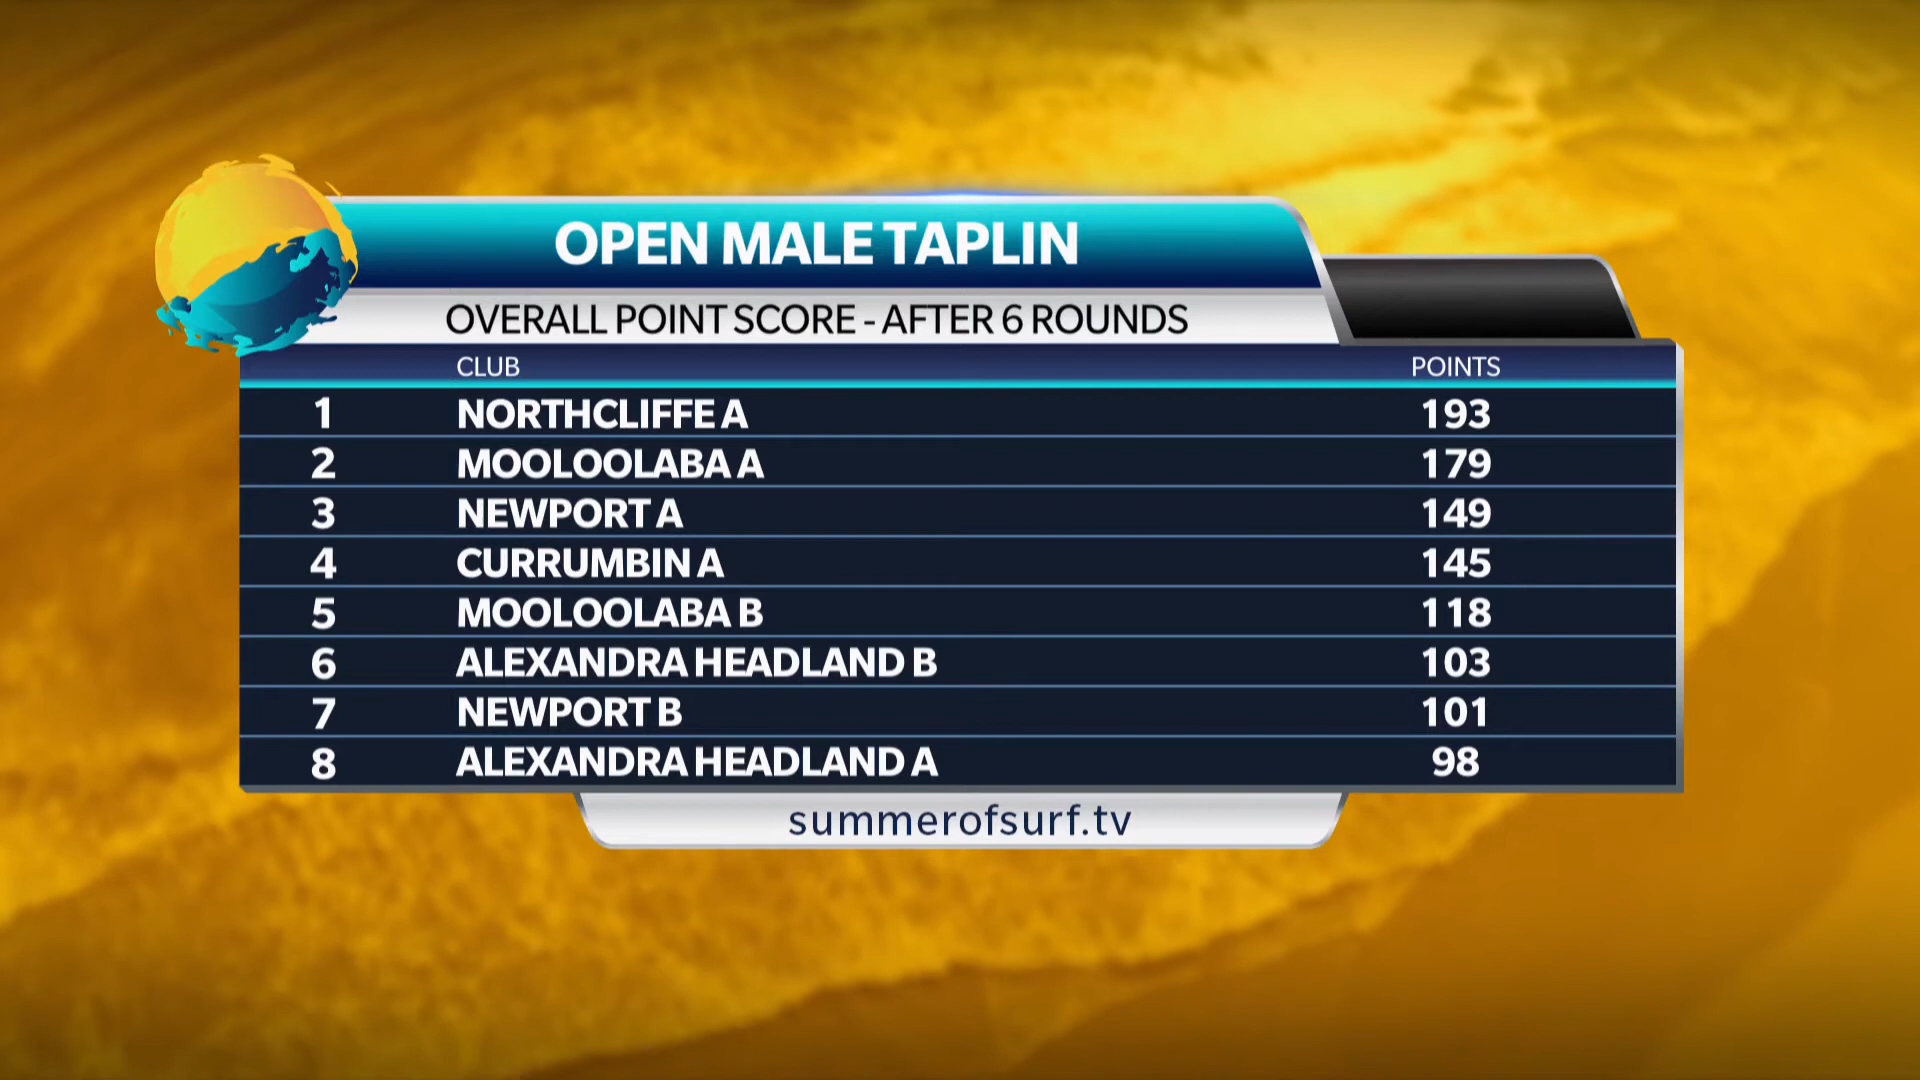 OPEN MALE TAPLIN
OVERALL POINT SCORE - AFTER 6 ROUNDS
CLUB POINTS
1 NORTHCLIFFE A 193
2 MOOLOOLABA A 179
3 NEWPORT A 149
4 CURRUMBIN A 145
5 MOOLOOLABA B 118
6 ALEXANDRA HEADLAND B 103
7 NEWPORT B 101
8 ALEXANDRA HEADLAND A 98
summerofsurf.tv